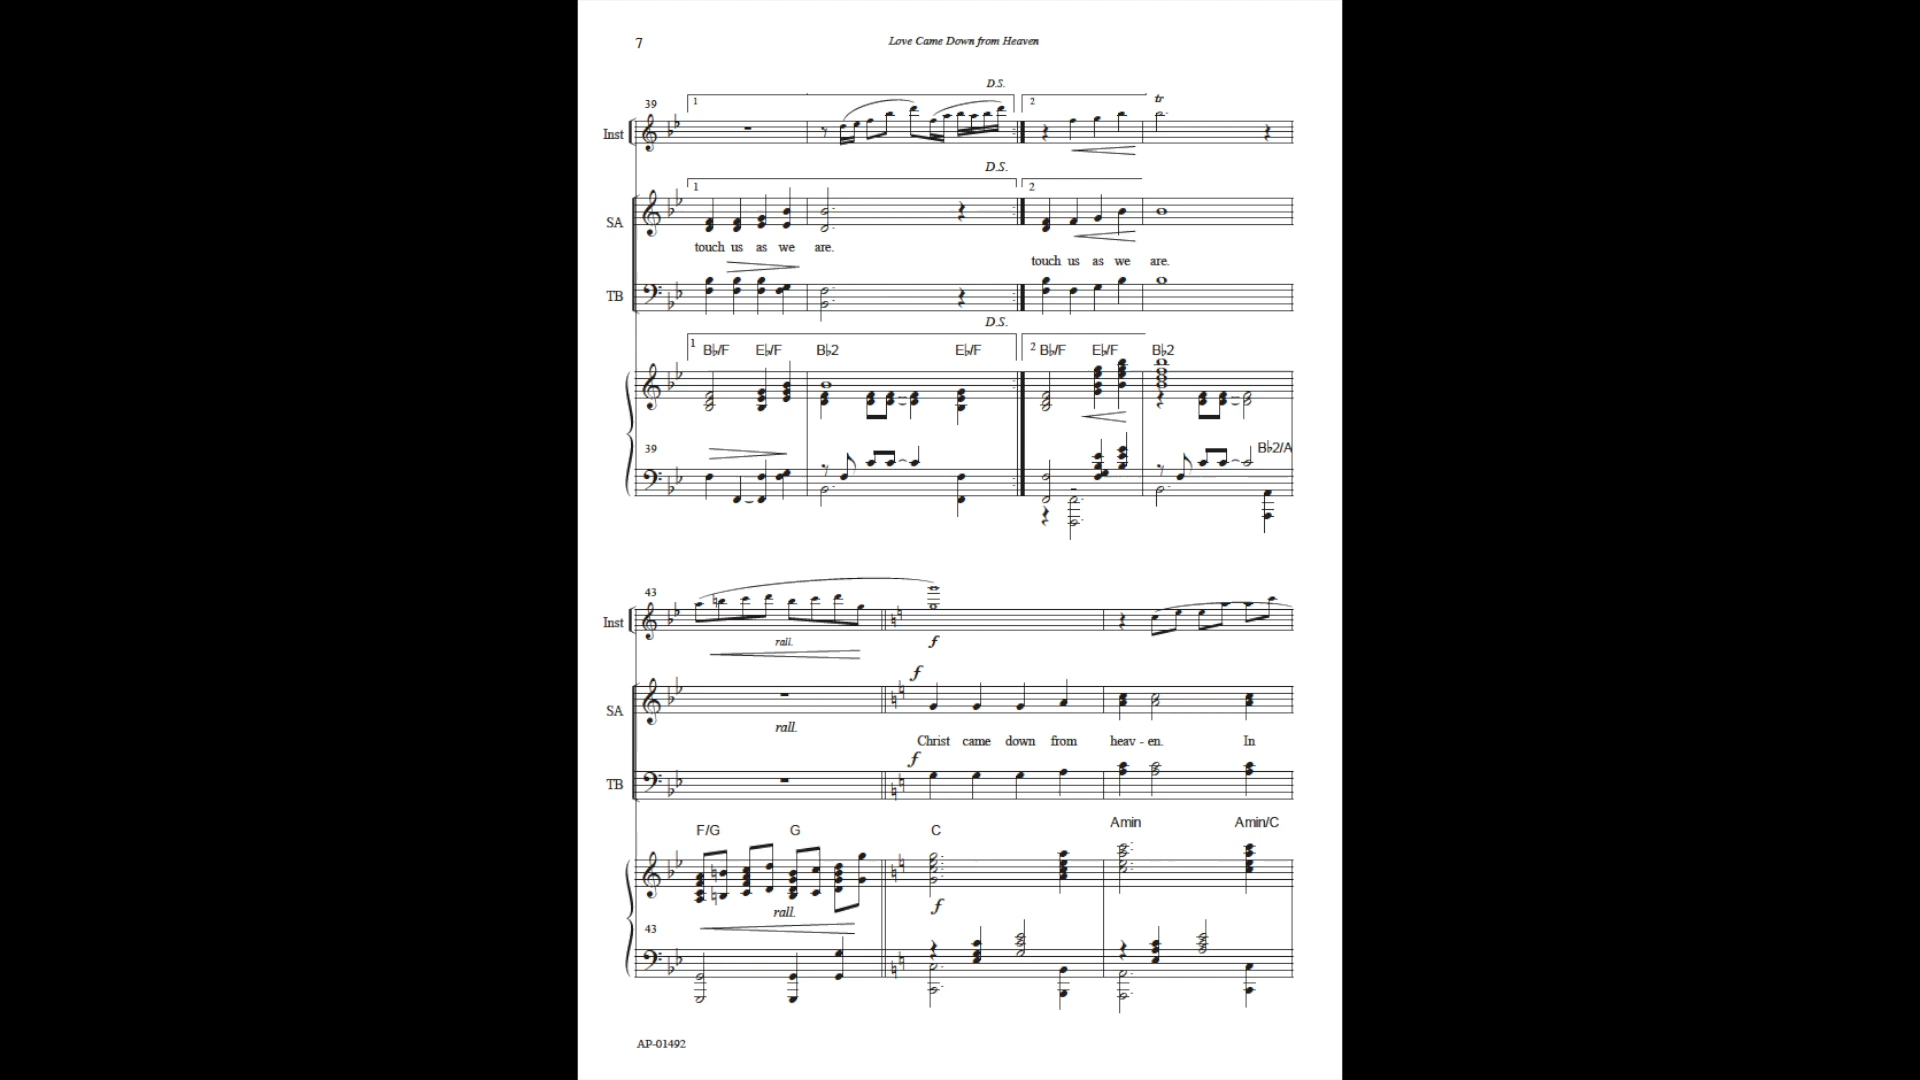 7
Love Came Down from Heaven
D.S.
39
1
2
tr
Inst
D.S.
1
2
SA
touch us as we are.
touch us as we are.
TB
D.S.
1 B♭/F E♭/F B♭2 E♭/F 2 B♭/F E♭/F B♭2
39
B♭2/A
43
Inst
rall.
f
f
SA
rall.
Christ came down from heav - en. In
f
TB
F/G G C Amin Amin/C
rall.
f
43
AP-01492